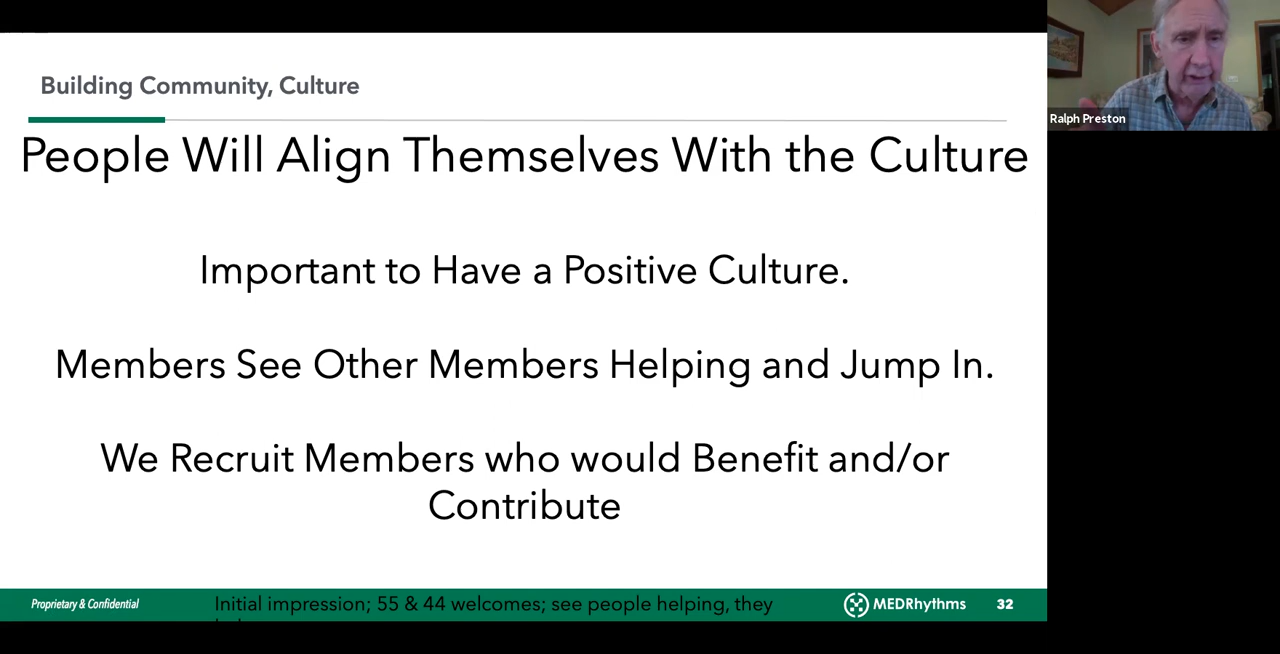 Building Community, Culture
People Will Align Themselves With the Culture
Important to Have a Positive Culture.
Members See Other Members Helping and Jump In.
We Recruit Members who would Benefit and/or
Contribute
Proprietary & Confidential
Initial impression; 55 & 44 welcomes; see people helping, they
MEDRhythms
32
Ralph Preston